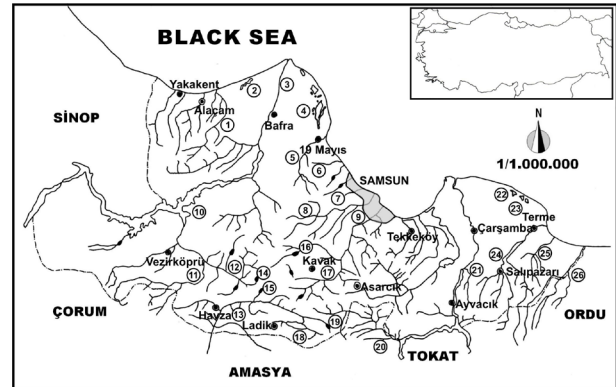 BLACK SEA
N
1/1.000.000
Yakakent
Alaçam
SİNOP
Bafra
19 Mayıs
SAMSUN
Tekkeköy
Çarşamba
Terme
Vezirköprü
Kavak
Asarcık
Salıpazarı
Ayvacık
ÇORUM
Havza
Ladik
ORDU
TOKAT
AMASYA
1
2
3
4
5
6
7
8
9
10
11
12
13
14
15
16
17
18
19
20
21
22
23
24
25
26